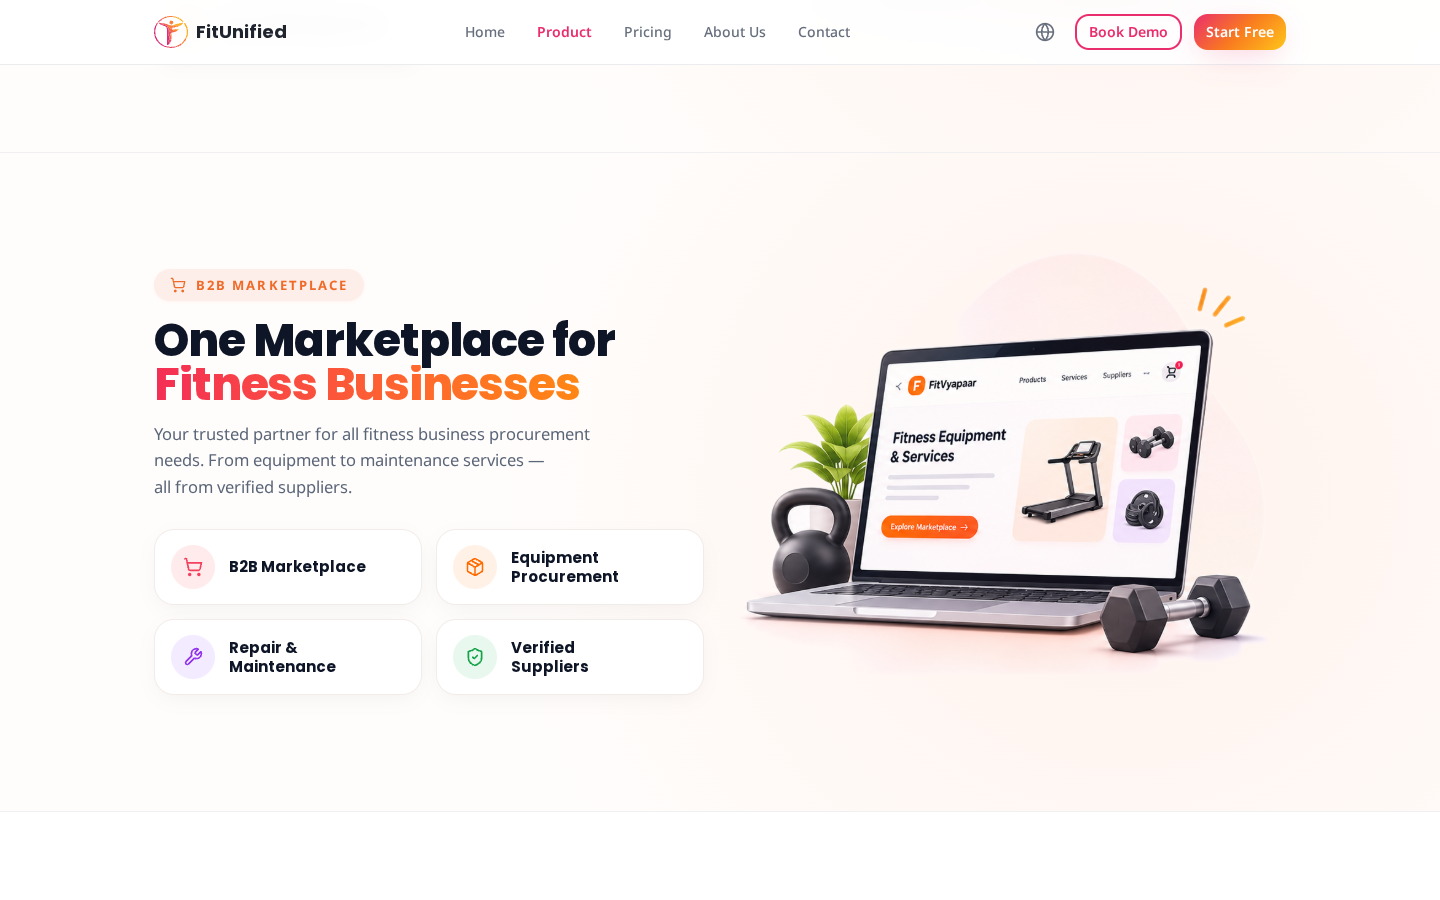 FitUnified
Home
Product
Pricing
About Us
Contact
Book Demo
Start Free
B2B MARKETPLACE
One Marketplace for
Fitness Businesses
Your trusted partner for all fitness business procurement
needs. From equipment to maintenance services —
all from verified suppliers.
B2B Marketplace
Equipment
Procurement
Repair &
Maintenance
Verified
Suppliers
F FitVyapaar
Products
Services
Suppliers
Fitness Equipment
& Services
Explore Marketplace →